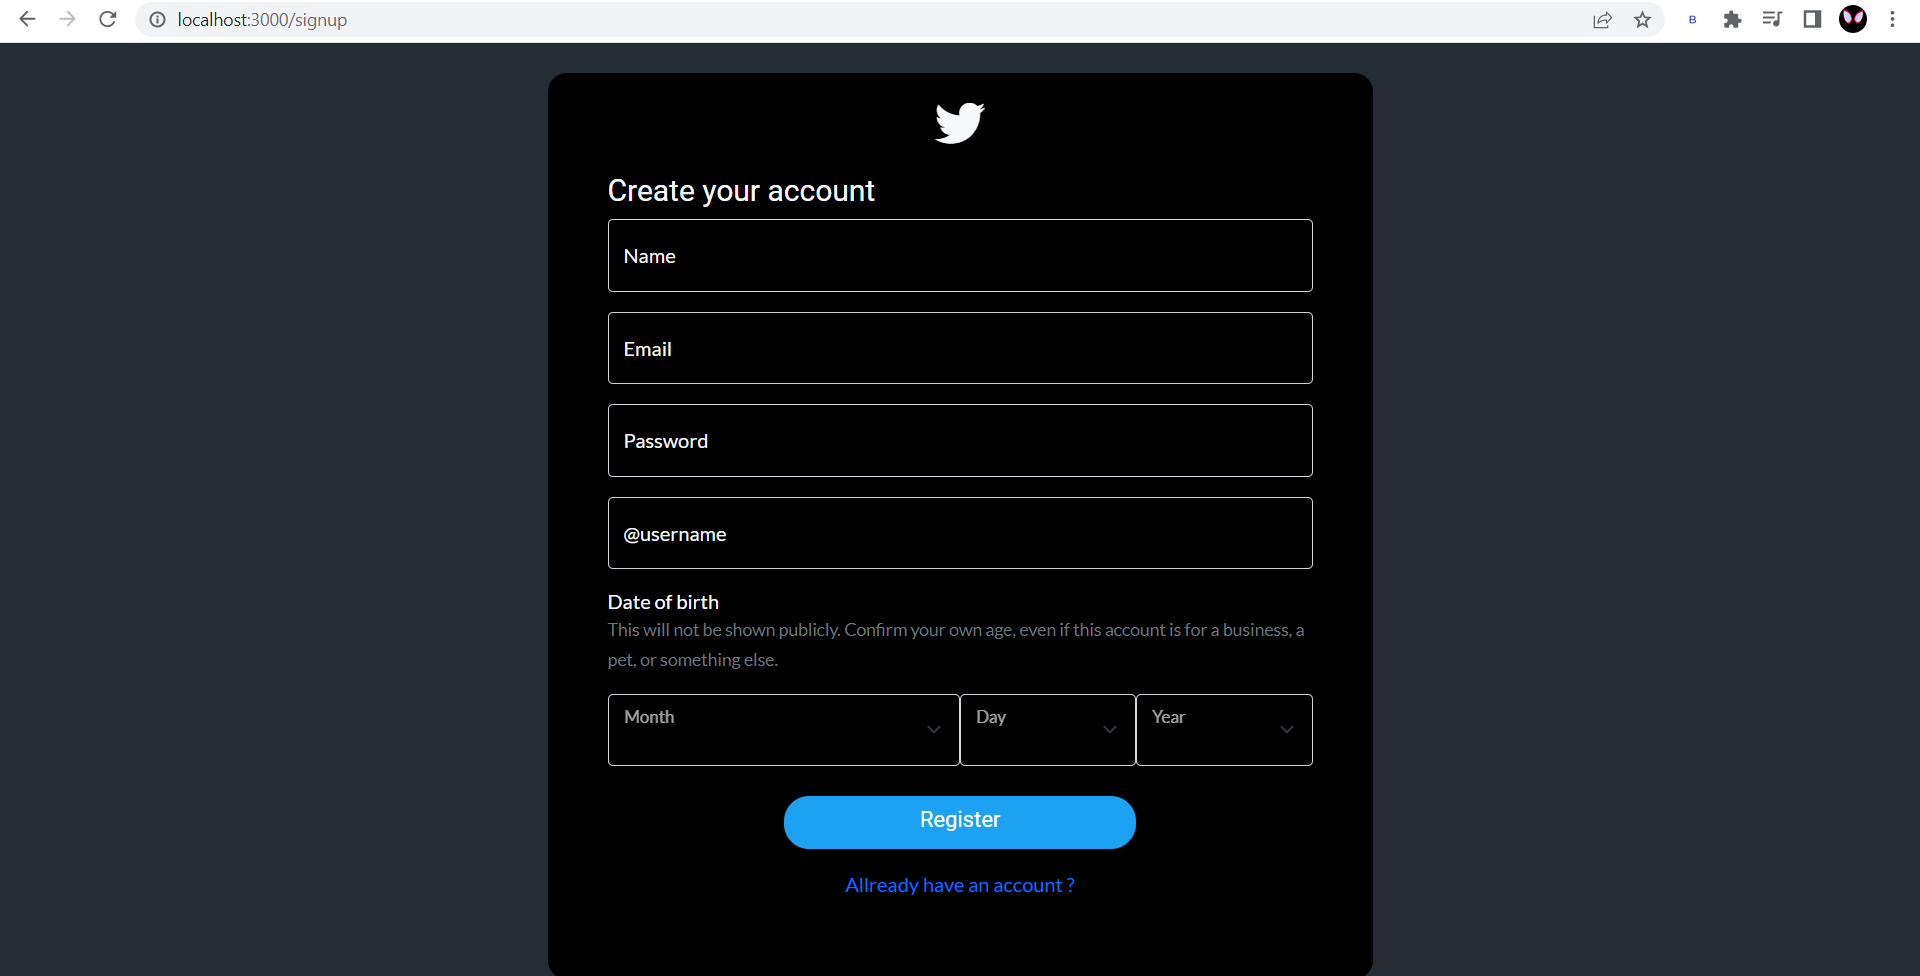 localhost:3000/signup
B
Create your account
Name
Email
Password
@username
Date of birth
This will not be shown publicly. Confirm your own age, even if this account is for a business, a
pet, or something else.
Month Day Year
Register
Allready have an account ?